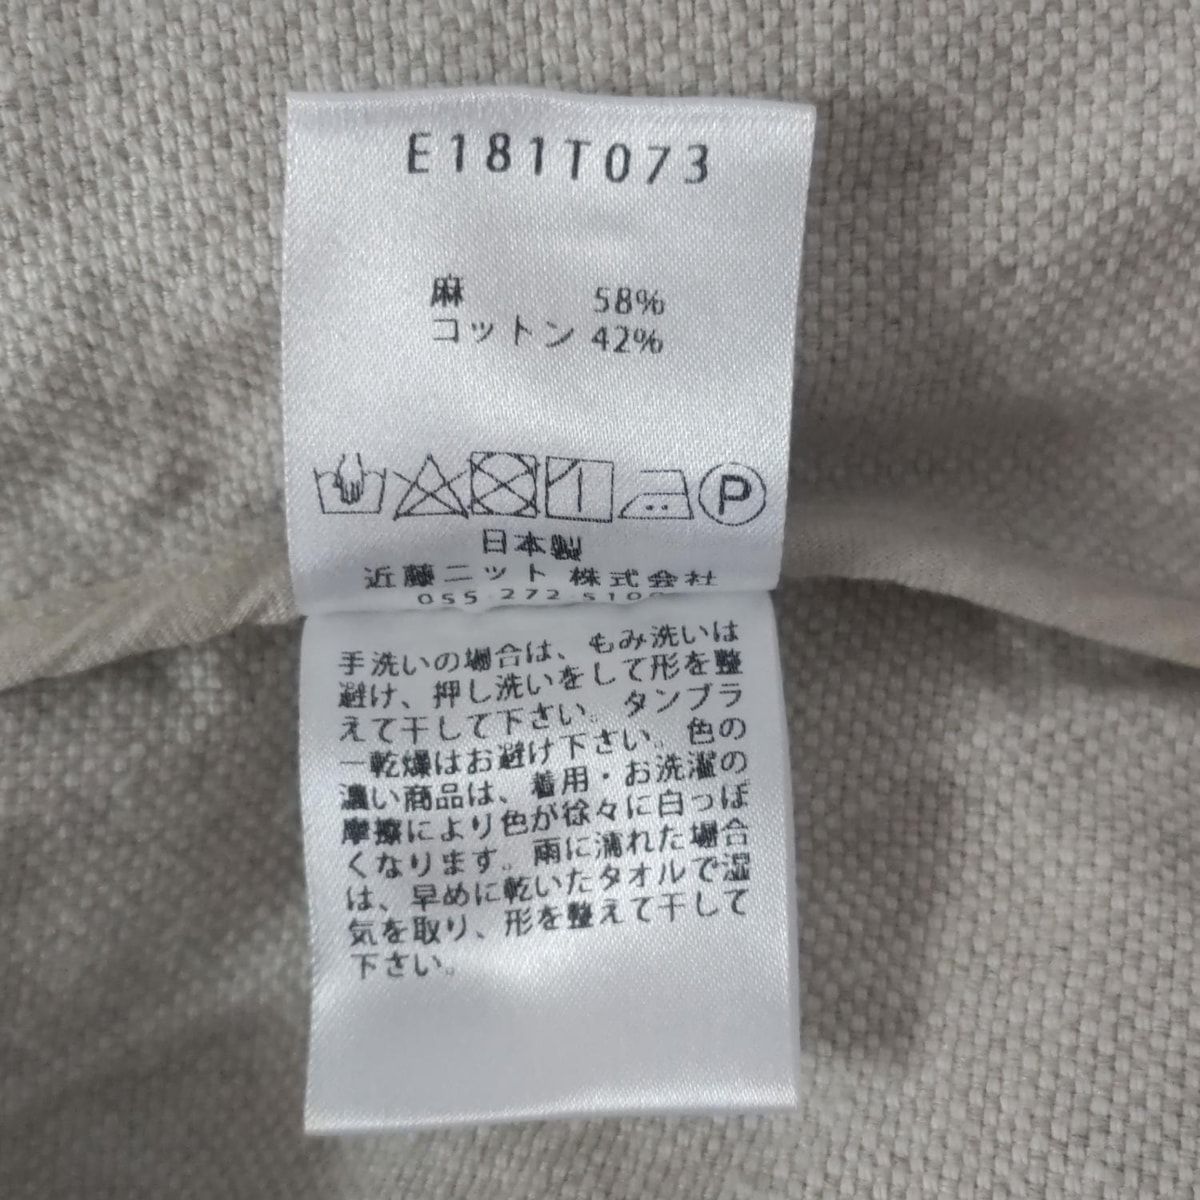 E181T073
麻 58%
コットン 42%
P
日本製
近藤ニット 株式会社
055 272
手洗いの場合は、もみ洗いは
避け、押し洗いをして形を整
えて干して下さい。タンブラ
ー乾燥はお避け下さい。色の
濃い商品は、着用・お洗濯の
摩擦により色が徐々に白っぽ
くなります。雨に濡れた場合
は、早めに乾いたタオルで湿
気を取り、形を整えて干して
下さい。